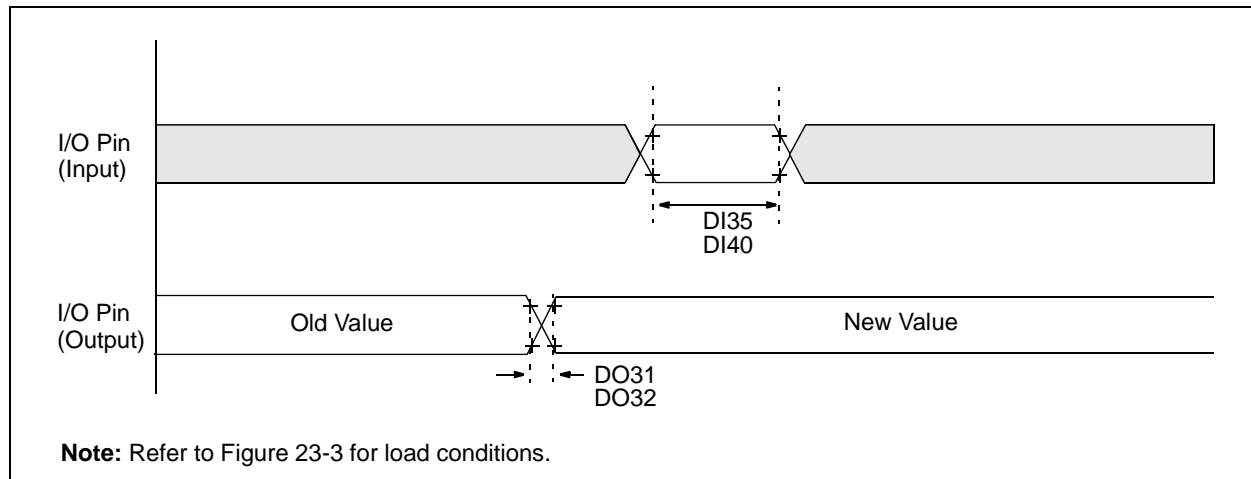 I/O Pin
(Input)
DI35
DI40
I/O Pin
(Output)
Old Value
New Value
DO31
DO32
Note: Refer to Figure 23-3 for load conditions.